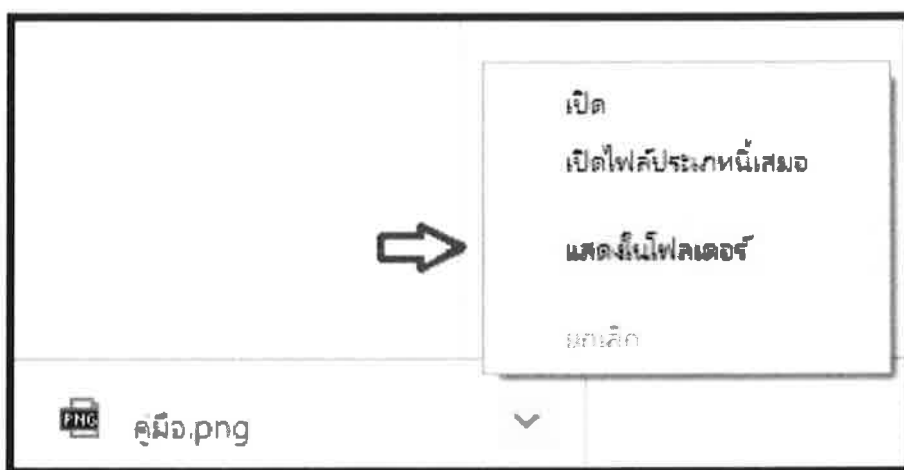 เปิด
เปิดไฟล์ประเภทนี้เสมอ
แสดงในโฟลเดอร์
ยกเลิก
PNG
คู่มือ.png